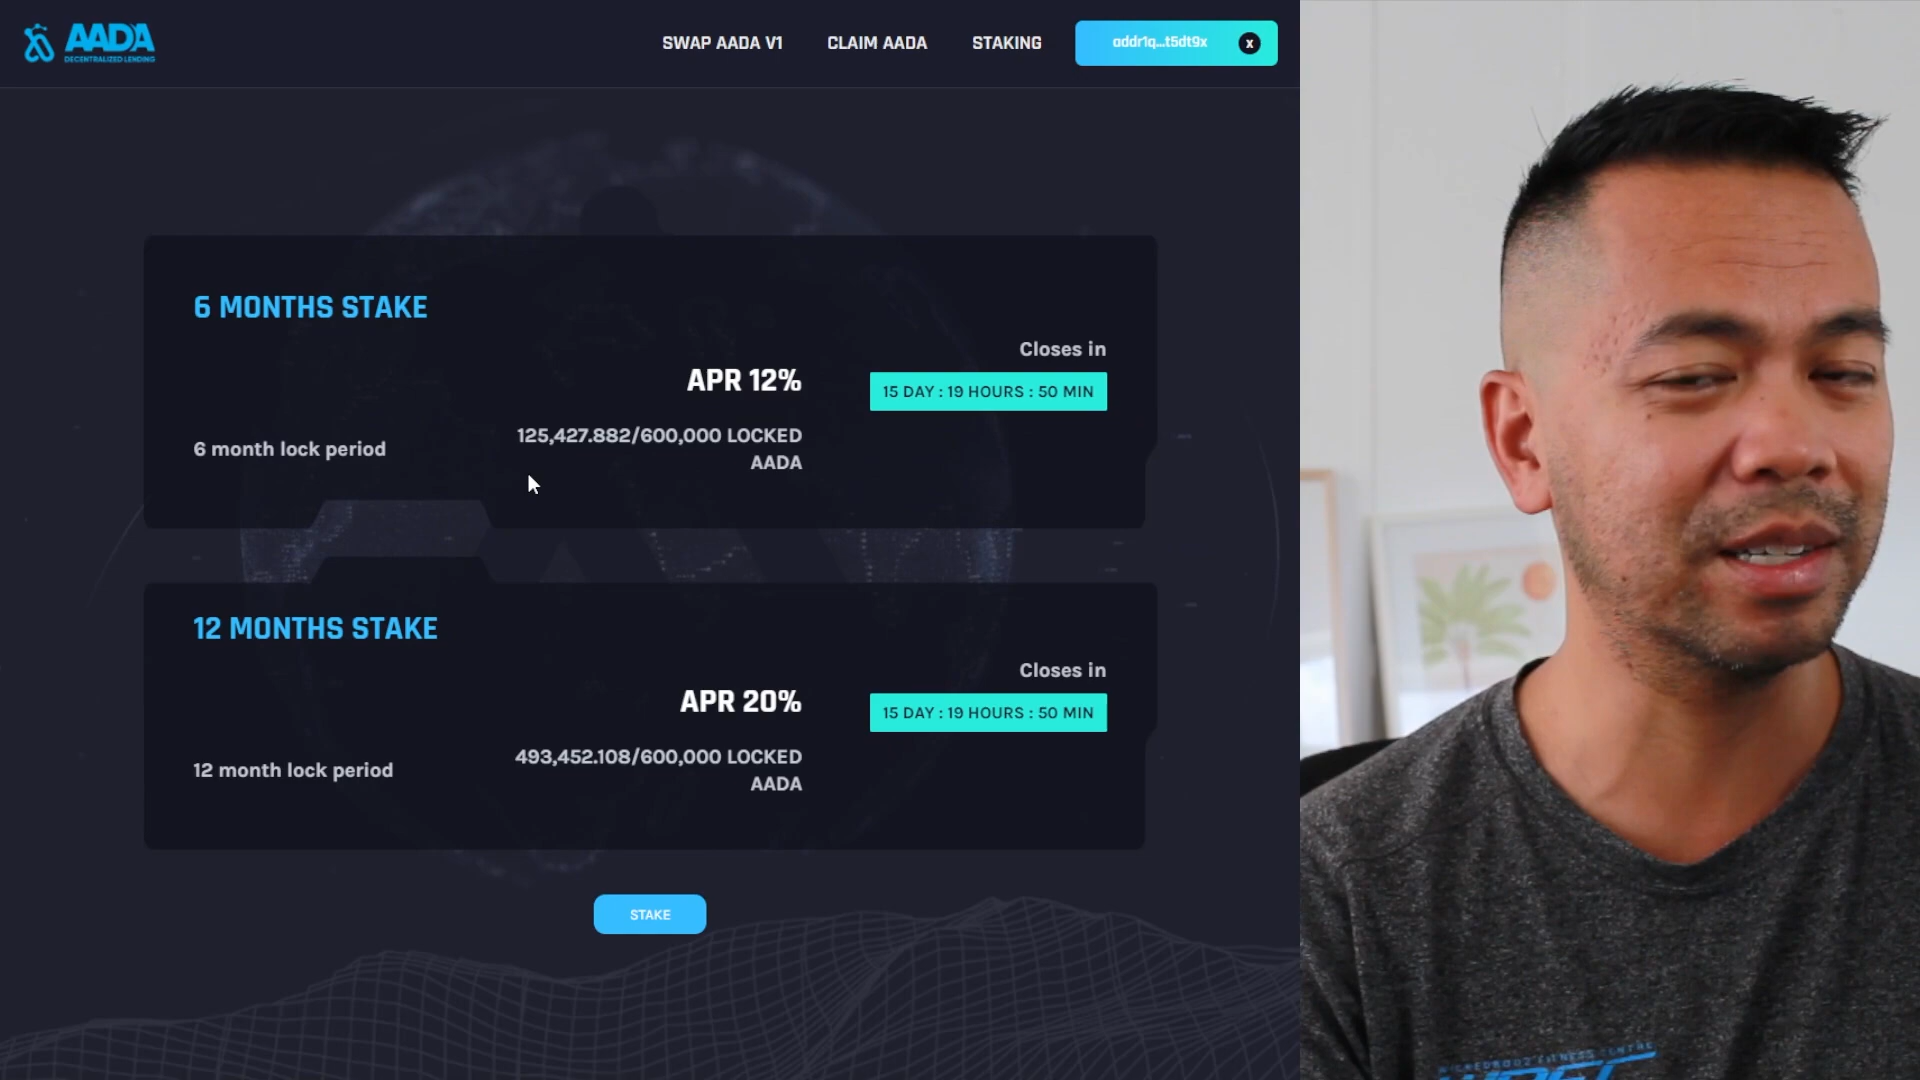 AADA
DECENTRALIZED LENDING
SWAP AADA V1
CLAIM AADA
STAKING
addr1q...t5dt9x
x
6 MONTHS STAKE
Closes in
APR 12%
15 DAY : 19 HOURS : 50 MIN
125,427.882/600,000 LOCKED
AADA
6 month lock period
12 MONTHS STAKE
Closes in
APR 20%
15 DAY : 19 HOURS : 50 MIN
493,452.108/600,000 LOCKED
AADA
12 month lock period
STAKE